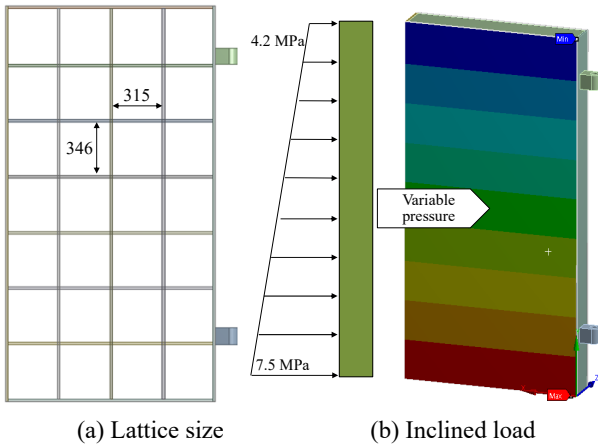 315
346
4.2 MPa
7.5 MPa
Variable
pressure
Min
Max
Z
(a) Lattice size
(b) Inclined load